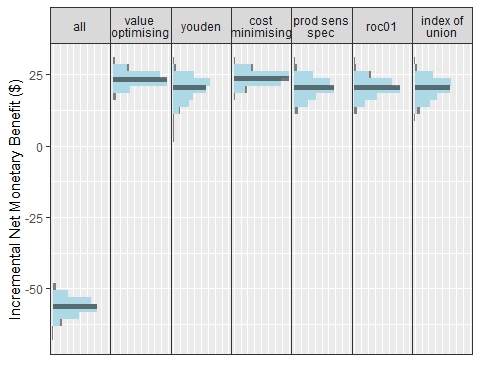 all
value
optimising
youden
cost
minimising
prod sens
spec
roc01
index of
union
Incremental Net Monetary Benefit ($)
25
0
-25
-50